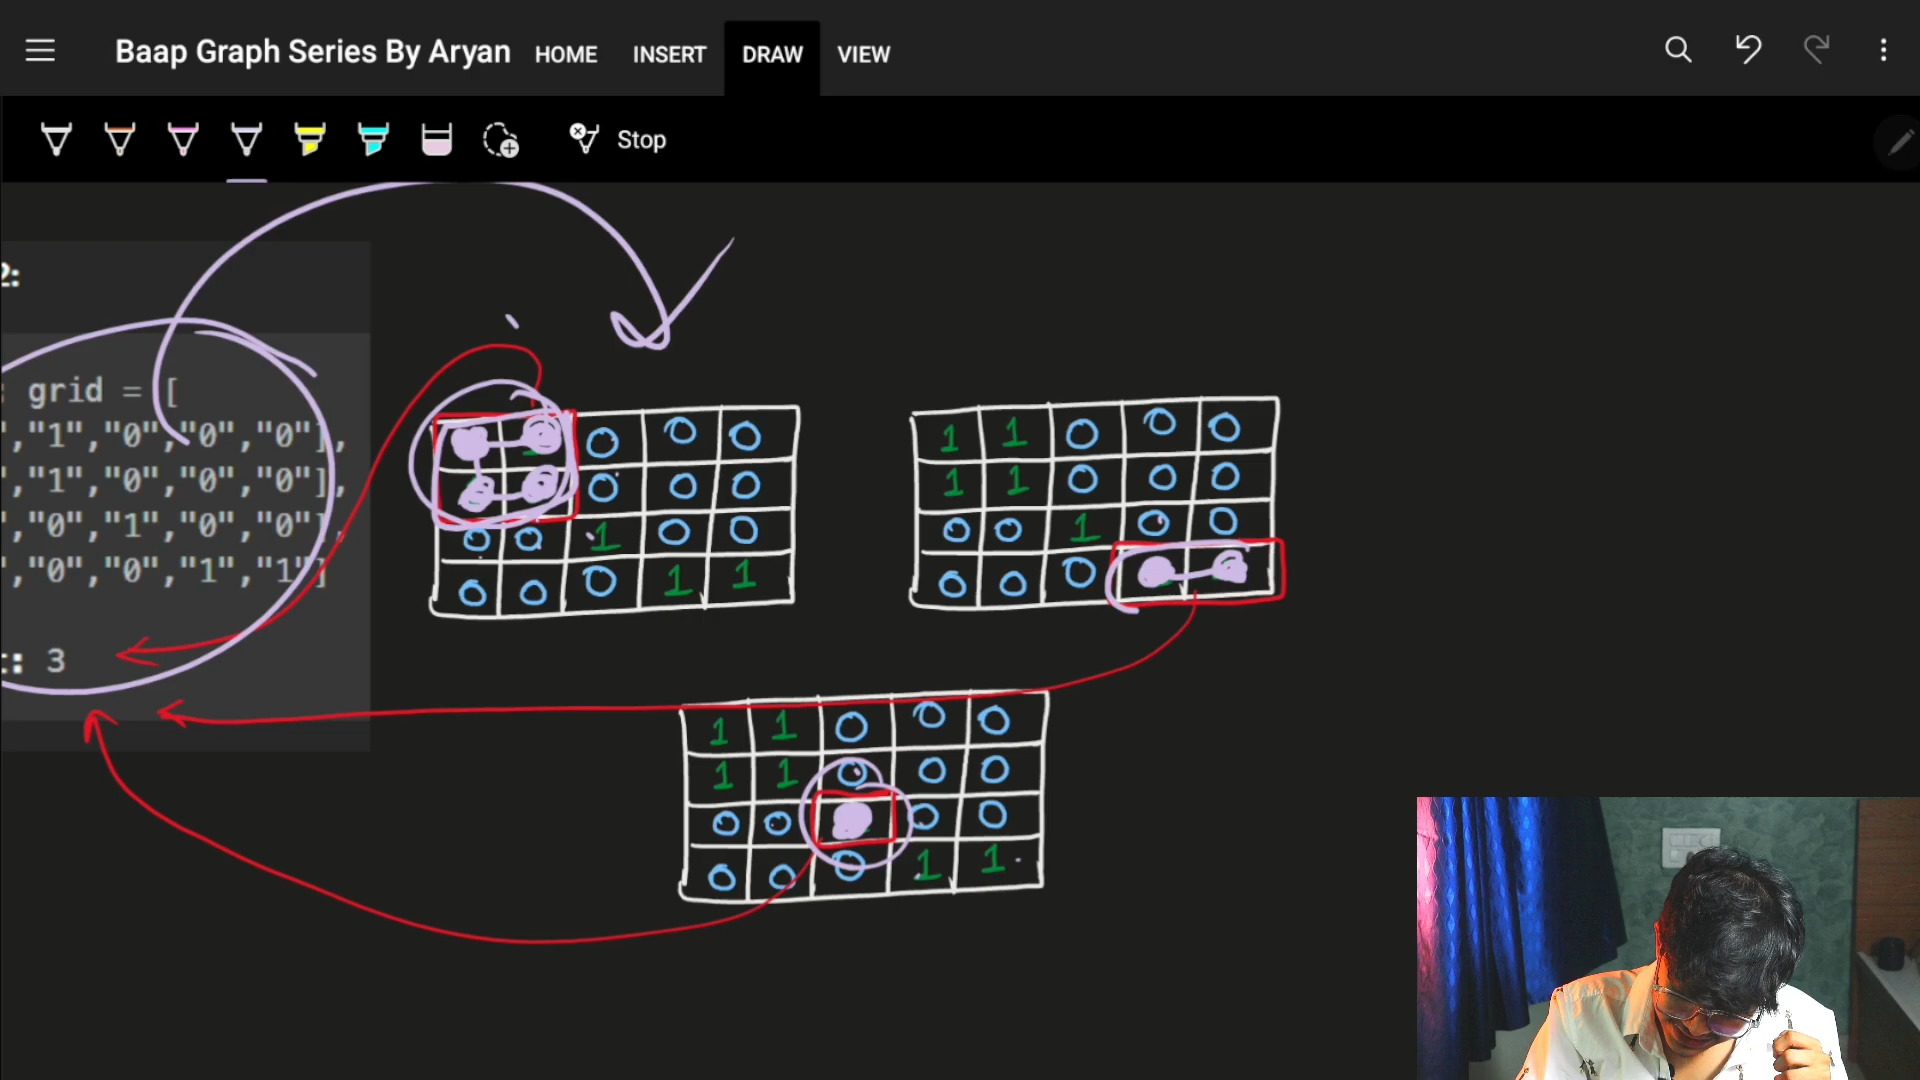 Baap Graph Series By Aryan HOME INSERT DRAW VIEW
Stop
2:
: grid = [
","1","0","0","0"],
","1","0","0","0"],
","0","1","0","0"],
","0","0","1","1"]
t: 3
0 0 0
0 0 0
0 0 1 0 0
0 0 0 1 1
1 1 0 0 0
1 1 0 0 0
0 0 1 0 0
0 0 0
1 1 0 0 0
1 1 0 0 0
0 0 0 0
0 0 0 1 1